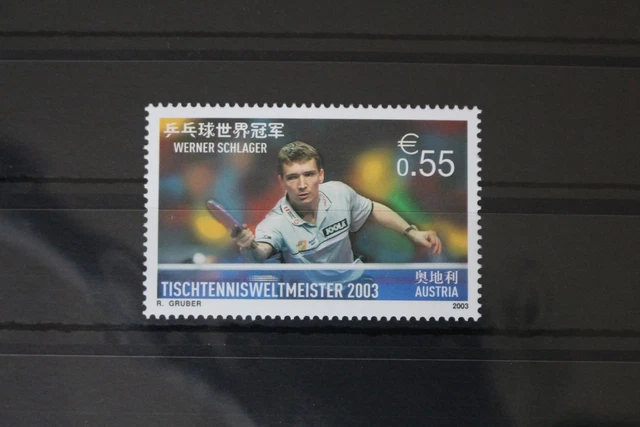 乒乓球世界冠军
WERNER SCHLAGER
€
0.55
JOOLA
TISCHTENNISWELTMEISTER 2003
奥地利
AUSTRIA
R. GRUBER
2003